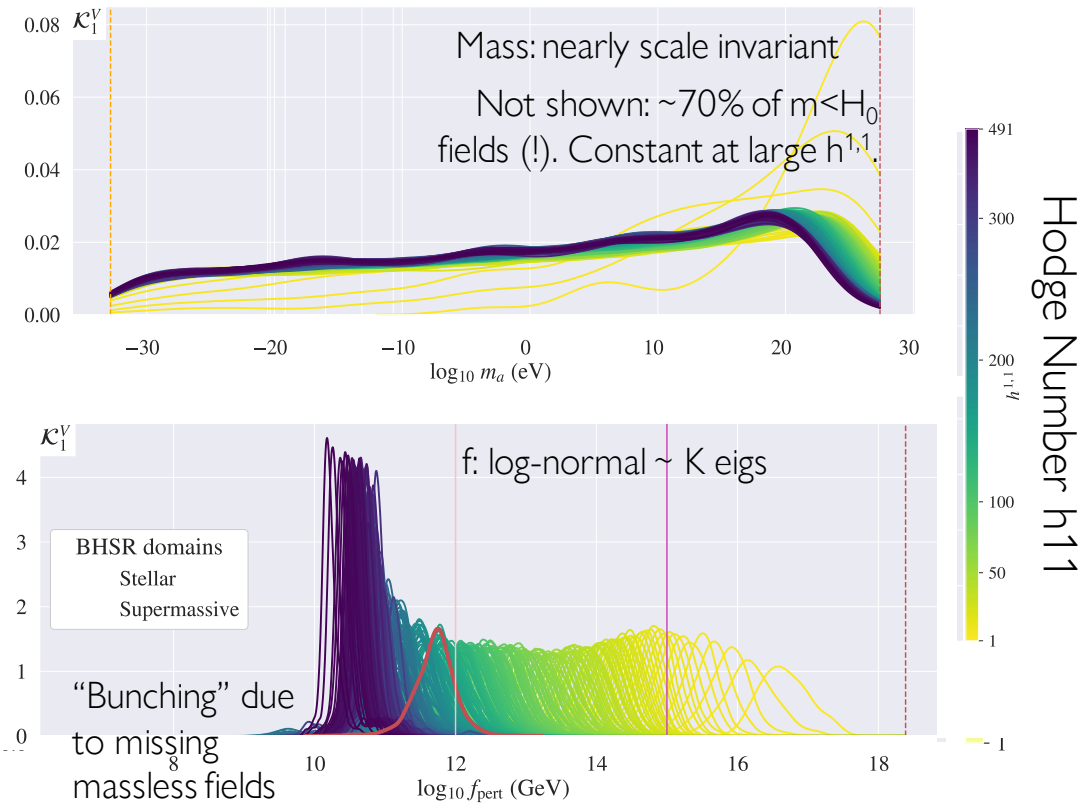 𝒦₁ⱽ
0.08
0.06
0.04
0.02
0.00
Mass: nearly scale invariant
Not shown: ~70% of m<H₀
fields (!). Constant at large h¹,¹.
−30 −20 −10 0 10 20 30
log₁₀ mₐ (eV)
491
300
200
100
50
1
h¹,¹
Hodge Number h11
𝒦₁ⱽ
4
3
2
1
0
f: log-normal ~ K eigs
BHSR domains
Stellar
Supermassive
"Bunching" due
to missing
massless fields
8 10 12 14 16 18
log₁₀ f_pert (GeV)
1